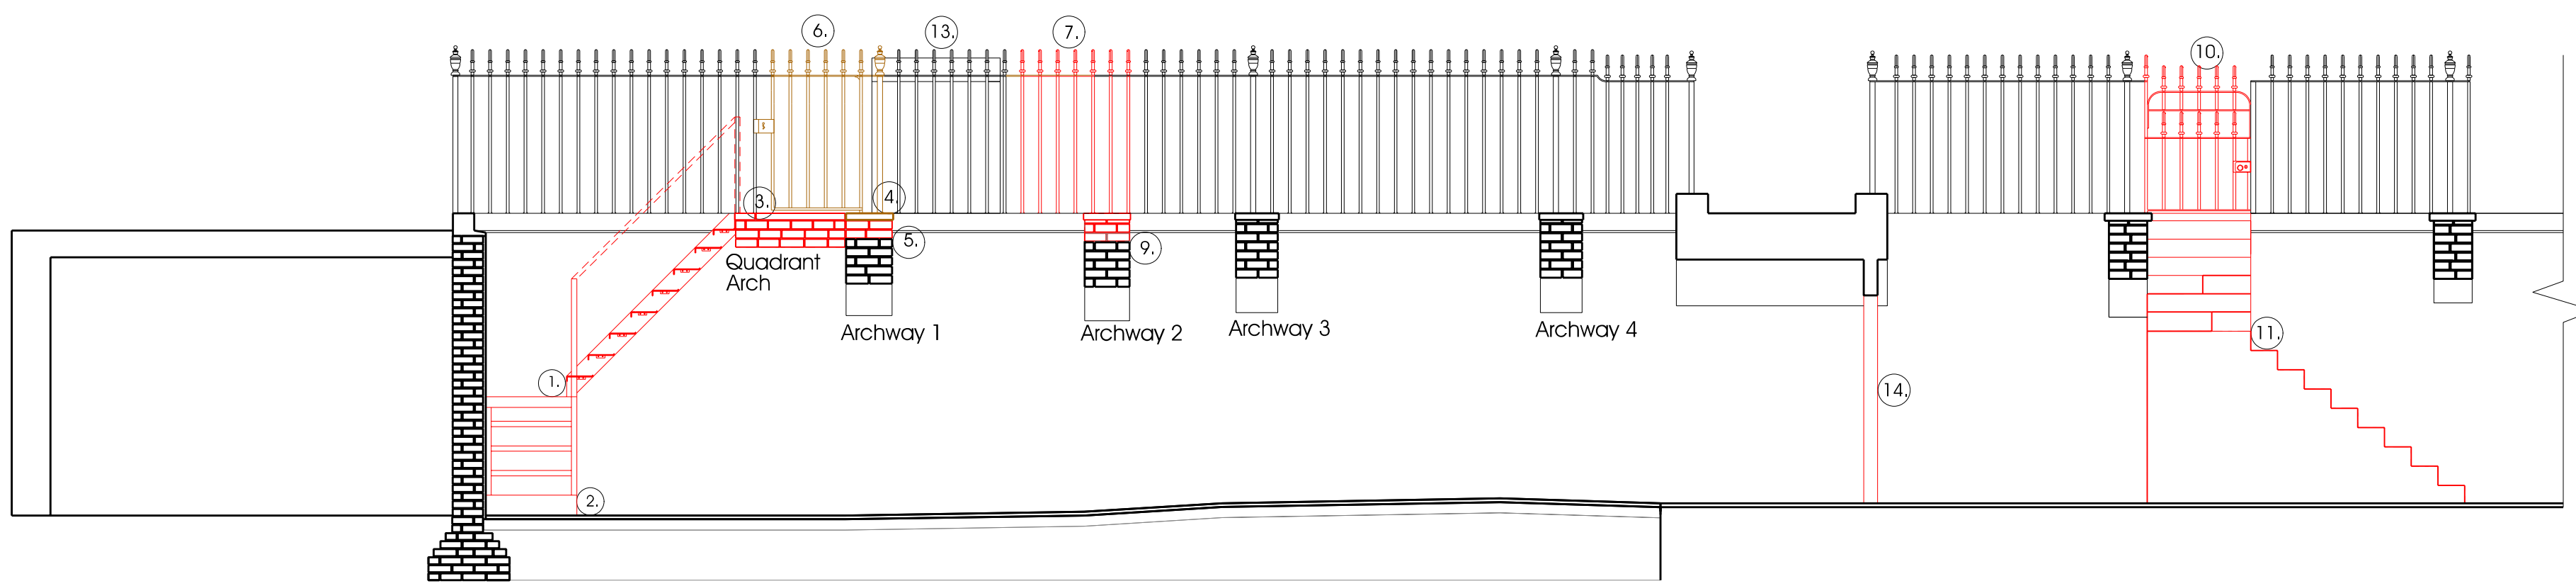 6.
13.
7.
10.
3.
4.
5.
9.
Quadrant
Arch
Archway 1
Archway 2
Archway 3
Archway 4
11.
1.
14.
2.